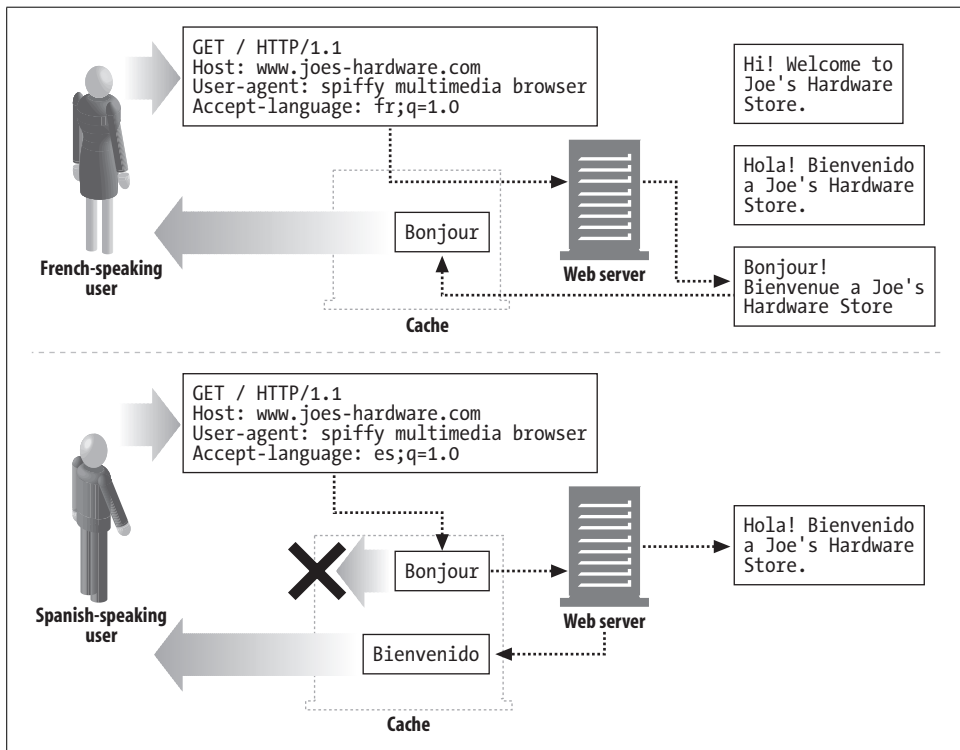 GET / HTTP/1.1
Host: www.joes-hardware.com
User-agent: spiffy multimedia browser
Accept-language: fr;q=1.0
Hi! Welcome to
Joe's Hardware
Store.
Hola! Bienvenido
a Joe's Hardware
Store.
Bonjour
French-speaking
user
Web server
Bonjour!
Bienvenue a Joe's
Hardware Store
Cache
GET / HTTP/1.1
Host: www.joes-hardware.com
User-agent: spiffy multimedia browser
Accept-language: es;q=1.0
Hola! Bienvenido
a Joe's Hardware
Store.
Bonjour
Spanish-speaking
user
Web server
Bienvenido
Cache